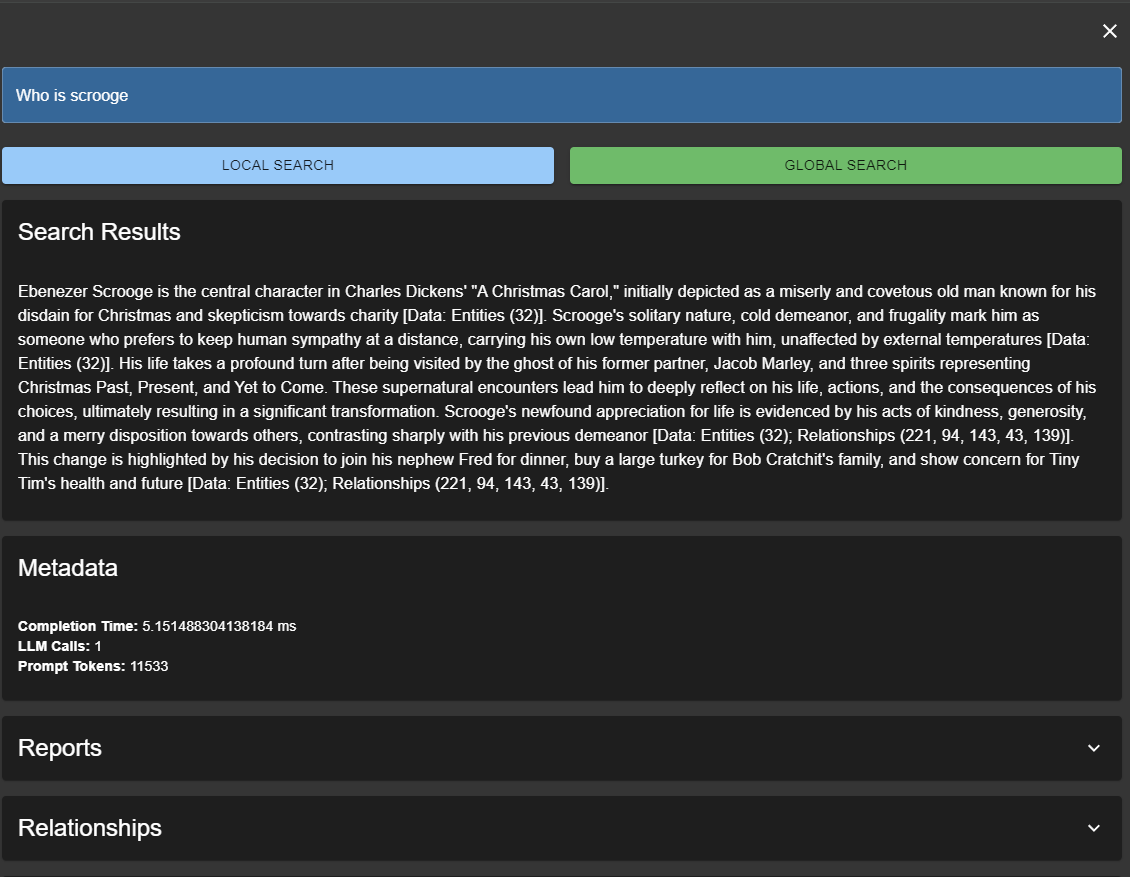 Who is scrooge
LOCAL SEARCH
GLOBAL SEARCH
Search Results
Ebenezer Scrooge is the central character in Charles Dickens' "A Christmas Carol," initially depicted as a miserly and covetous old man known for his
disdain for Christmas and skepticism towards charity [Data: Entities (32)]. Scrooge's solitary nature, cold demeanor, and frugality mark him as
someone who prefers to keep human sympathy at a distance, carrying his own low temperature with him, unaffected by external temperatures [Data:
Entities (32)]. His life takes a profound turn after being visited by the ghost of his former partner, Jacob Marley, and three spirits representing
Christmas Past, Present, and Yet to Come. These supernatural encounters lead him to deeply reflect on his life, actions, and the consequences of his
choices, ultimately resulting in a significant transformation. Scrooge's newfound appreciation for life is evidenced by his acts of kindness, generosity,
and a merry disposition towards others, contrasting sharply with his previous demeanor [Data: Entities (32); Relationships (221, 94, 143, 43, 139)].
This change is highlighted by his decision to join his nephew Fred for dinner, buy a large turkey for Bob Cratchit's family, and show concern for Tiny
Tim's health and future [Data: Entities (32); Relationships (221, 94, 143, 43, 139)].
Metadata
Completion Time: 5.151488304138184 ms
LLM Calls: 1
Prompt Tokens: 11533
Reports
Relationships